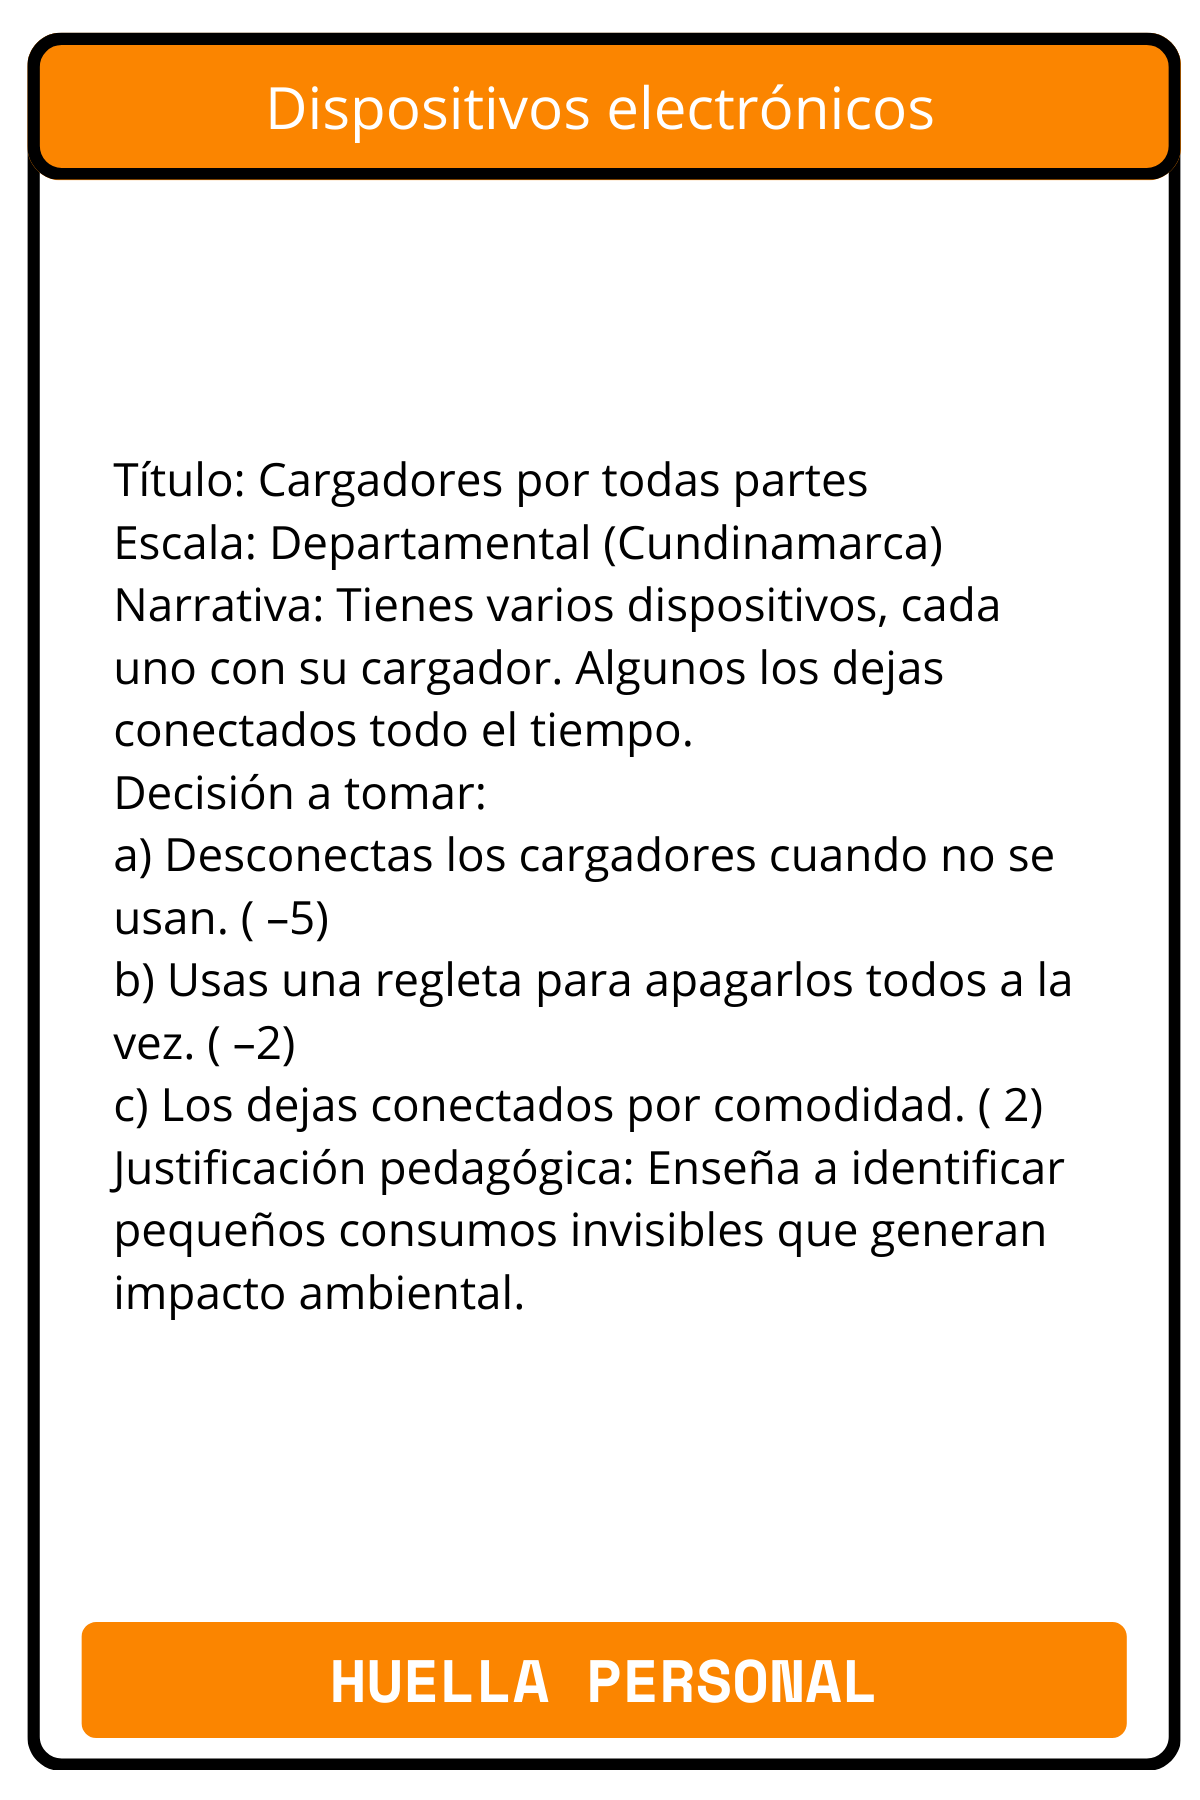 Dispositivos electrónicos
Título: Cargadores por todas partes
Escala: Departamental (Cundinamarca)
Narrativa: Tienes varios dispositivos, cada
uno con su cargador. Algunos los dejas
conectados todo el tiempo.
Decisión a tomar:
a) Desconectas los cargadores cuando no se
usan. ( –5)
b) Usas una regleta para apagarlos todos a la
vez. ( –2)
c) Los dejas conectados por comodidad. ( 2)
Justificación pedagógica: Enseña a identificar
pequeños consumos invisibles que generan
impacto ambiental.
HUELLA PERSONAL